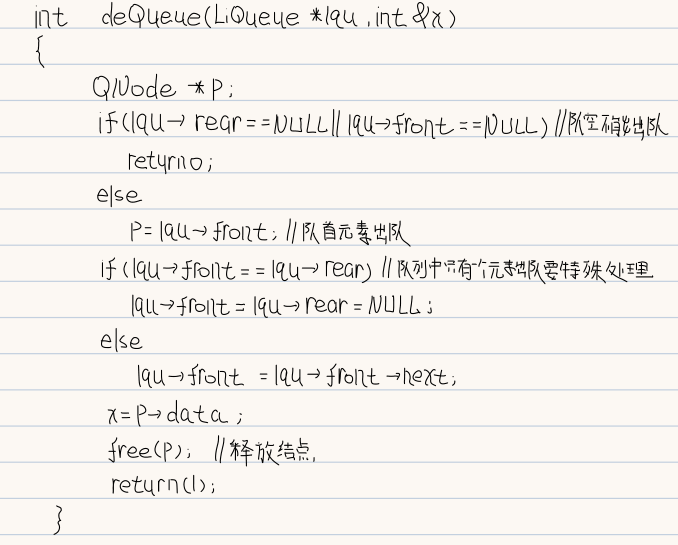 int deQueue(LiQueue *lqu, int &x)
{
QNode *p;
if(lqu→rear==NULL||lqu→front==NULL) //队空不能出队
return 0;
else
p=lqu→front; //队首元素出队
if(lqu→front==lqu→rear) //队列中只有一个元素出队要特殊处理
lqu→front=lqu→rear=NULL;
else
lqu→front=lqu→front→next;
x=p→data;
free(p); //释放结点.
return(1);
}